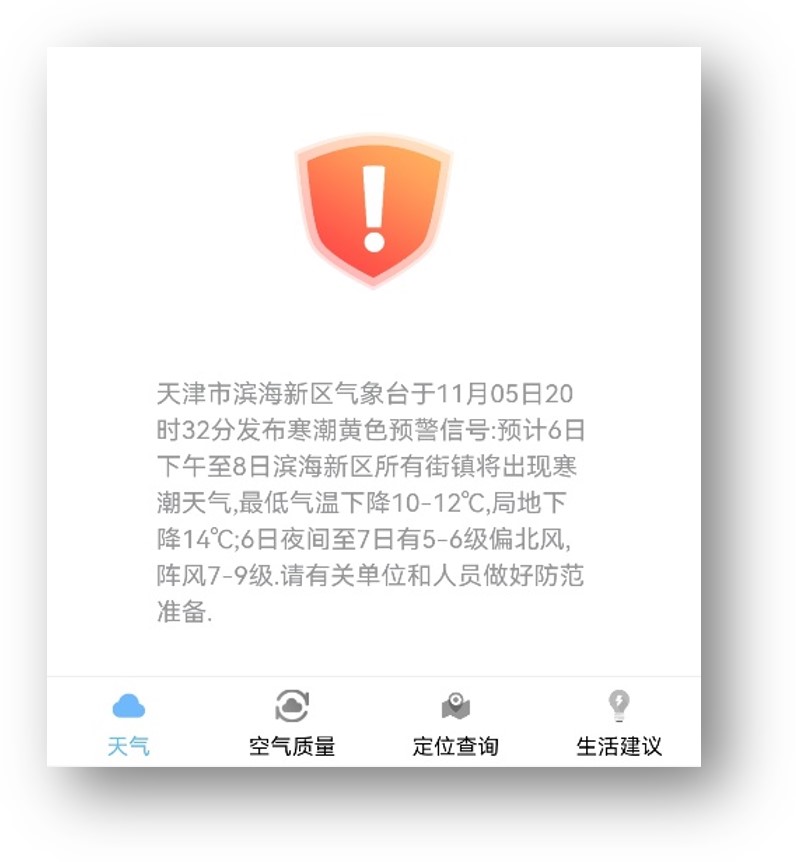 天津市滨海新区气象台于11月05日20
时32分发布寒潮黄色预警信号:预计6日
下午至8日滨海新区所有街镇将出现寒
潮天气,最低气温下降10-12℃,局地下
降14℃;6日夜间至7日有5-6级偏北风,
阵风7-9级.请有关单位和人员做好防范
准备.
天气
空气质量
定位查询
生活建议